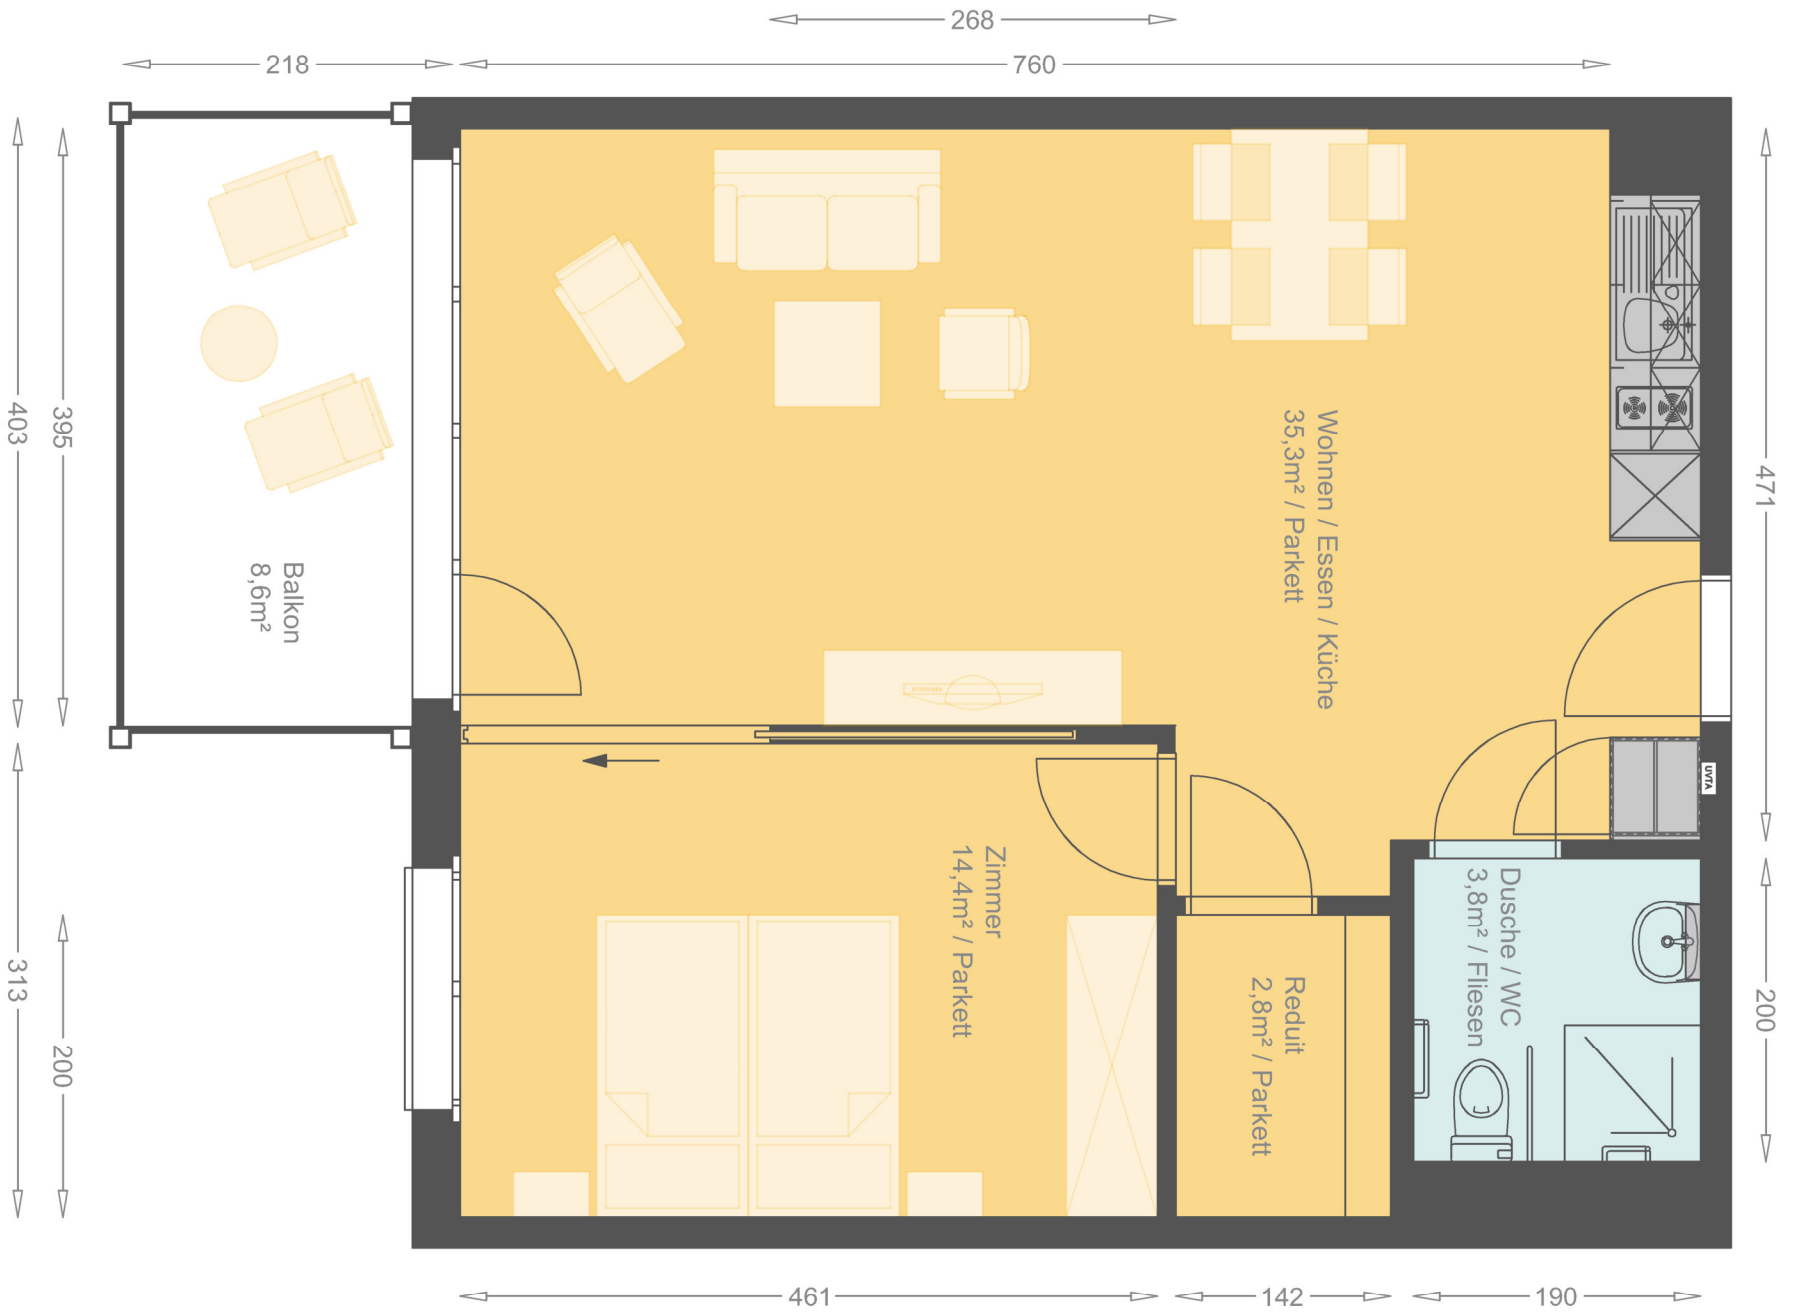 268
218
760
403
395
471
Wohnen / Essen / Küche
35,3m² / Parkett
Balkon
8,6m²
UVTA
Zimmer
14,4m² / Parkett
Dusche / WC
3,8m² / Fliesen
Reduit
2,8m² / Parkett
313
200
200
461
142
190